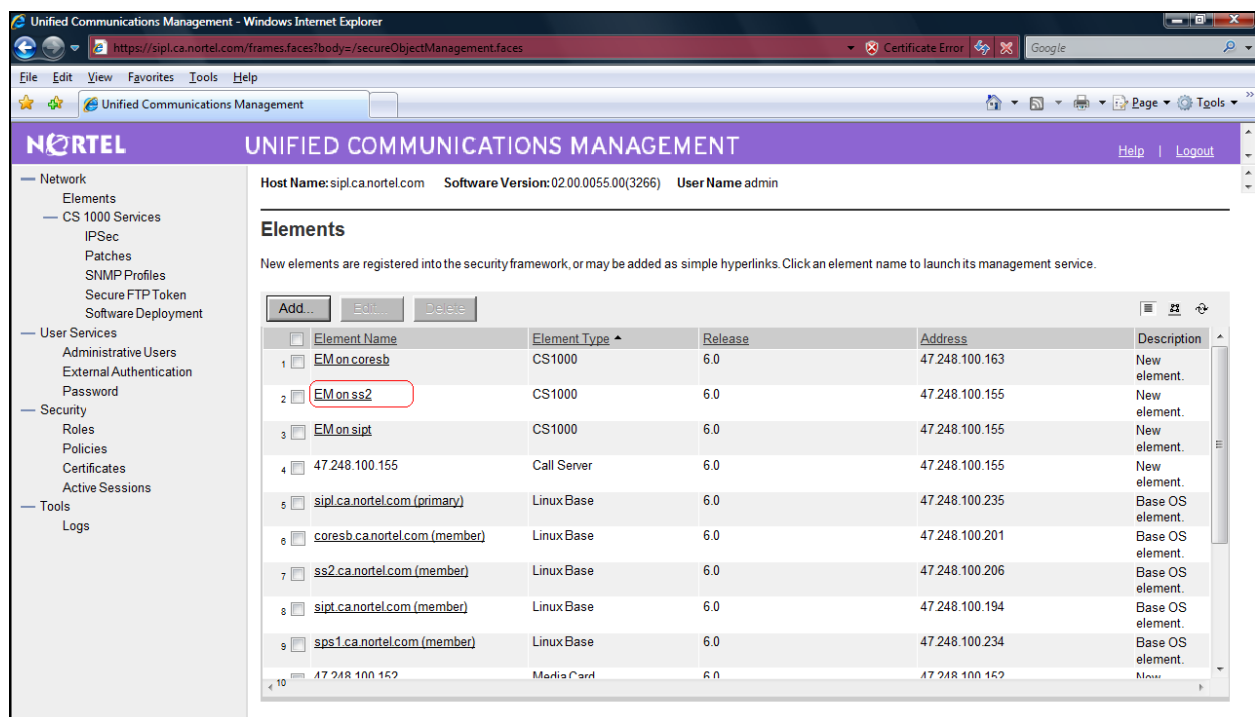 Unified Communications Management - Windows Internet Explorer
https://sipl.ca.nortel.com/frames.faces?body=/secureObjectManagement.faces Certificate Error Google
File Edit View Favorites Tools Help
Unified Communications Management Page Tools
NORTEL UNIFIED COMMUNICATIONS MANAGEMENT Help | Logout
Host Name: sipl.ca.nortel.com Software Version: 02.00.0055.00(3266) User Name admin
Network
Elements
CS 1000 Services
IPSec
Patches
SNMP Profiles
Secure FTP Token
Software Deployment
User Services
Administrative Users
External Authentication
Password
Security
Roles
Policies
Certificates
Active Sessions
Tools
Logs
Elements
New elements are registered into the security framework, or may be added as simple hyperlinks. Click an element name to launch its management service.
Add... Edit... Delete
Element Name Element Type Release Address Description
1 EM on coresb CS1000 6.0 47.248.100.163 New
element.
2 EM on ss2 CS1000 6.0 47.248.100.155 New
element.
3 EM on sipt CS1000 6.0 47.248.100.155 New
element.
4 47.248.100.155 Call Server 6.0 47.248.100.155 New
element.
5 sipl.ca.nortel.com (primary) Linux Base 6.0 47.248.100.235 Base OS
element.
6 coresb.ca.nortel.com (member) Linux Base 6.0 47.248.100.201 Base OS
element.
7 ss2.ca.nortel.com (member) Linux Base 6.0 47.248.100.206 Base OS
element.
8 sipt.ca.nortel.com (member) Linux Base 6.0 47.248.100.194 Base OS
element.
9 sps1.ca.nortel.com (member) Linux Base 6.0 47.248.100.234 Base OS
element.
10 47.248.100.152 Media Card 6.0 47.248.100.152 New